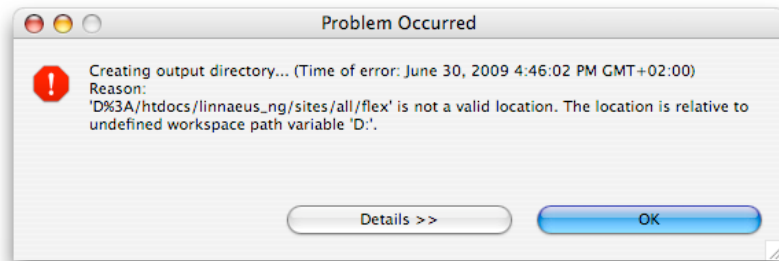 Problem Occurred
Creating output directory... (Time of error: June 30, 2009 4:46:02 PM GMT+02:00)
Reason:
'D%3A/htdocs/linnaeus_ng/sites/all/flex' is not a valid location. The location is relative to
undefined workspace path variable 'D:'.
Details >>
OK